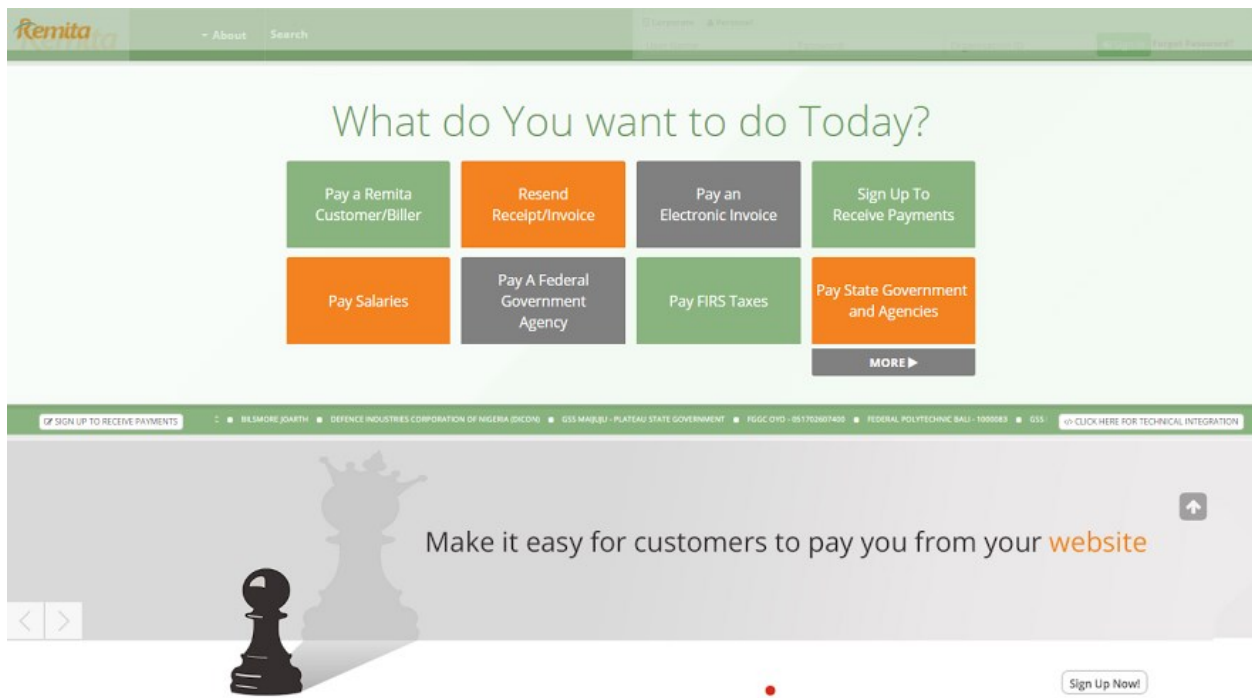 Remita
About
Search
Corporate
Personal
Forgot Password?
What do You want to do Today?
Pay a Remita
Customer/Biller
Resend
Receipt/Invoice
Pay an
Electronic Invoice
Sign Up To
Receive Payments
Pay Salaries
Pay A Federal
Government
Agency
Pay FIRS Taxes
Pay State Government
and Agencies
MORE
SIGN UP TO RECEIVE PAYMENTS
BILSMORE JOARTH ■ DEFENCE INDUSTRIES CORPORATION OF NIGERIA (DICON) ■ GSS MAIJUJU - PLATEAU STATE GOVERNMENT ■ FGGC OYO - 051702607400 ■ FEDERAL POLYTECHNIC BALI - 1000083 ■ GSS
</> CLICK HERE FOR TECHNICAL INTEGRATION
Make it easy for customers to pay you from your website
Sign Up Now!